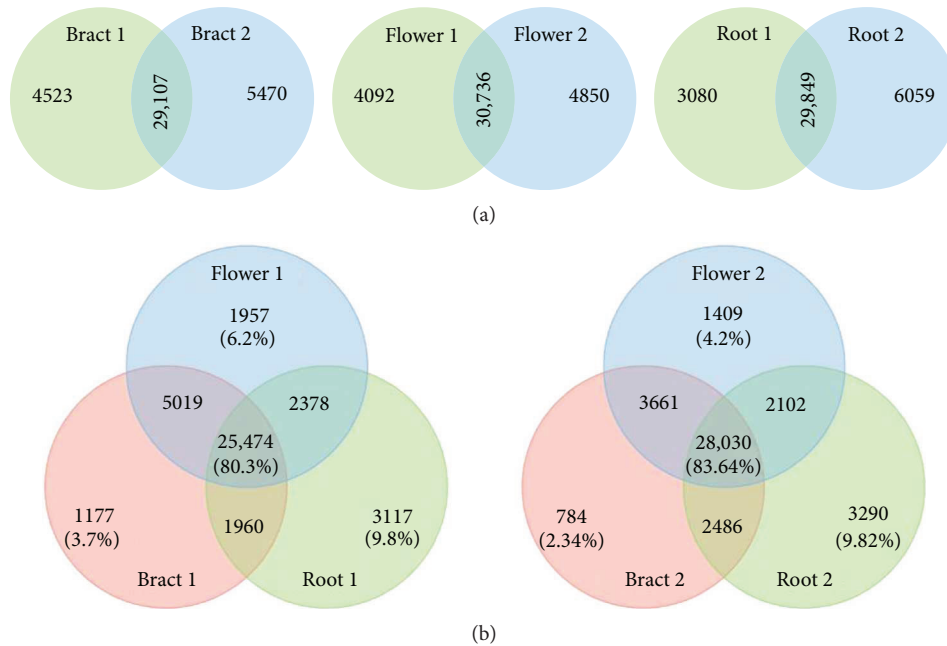 Bract 1
Bract 2
4523
29,107
5470
Flower 1
Flower 2
4092
30,736
4850
Root 1
Root 2
3080
29,849
6059
(a)
Flower 1
1957
(6.2%)
5019
2378
25,474
(80.3%)
1177
(3.7%)
1960
3117
(9.8%)
Bract 1
Root 1
Flower 2
1409
(4.2%)
3661
2102
28,030
(83.64%)
784
(2.34%)
2486
3290
(9.82%)
Bract 2
Root 2
(b)